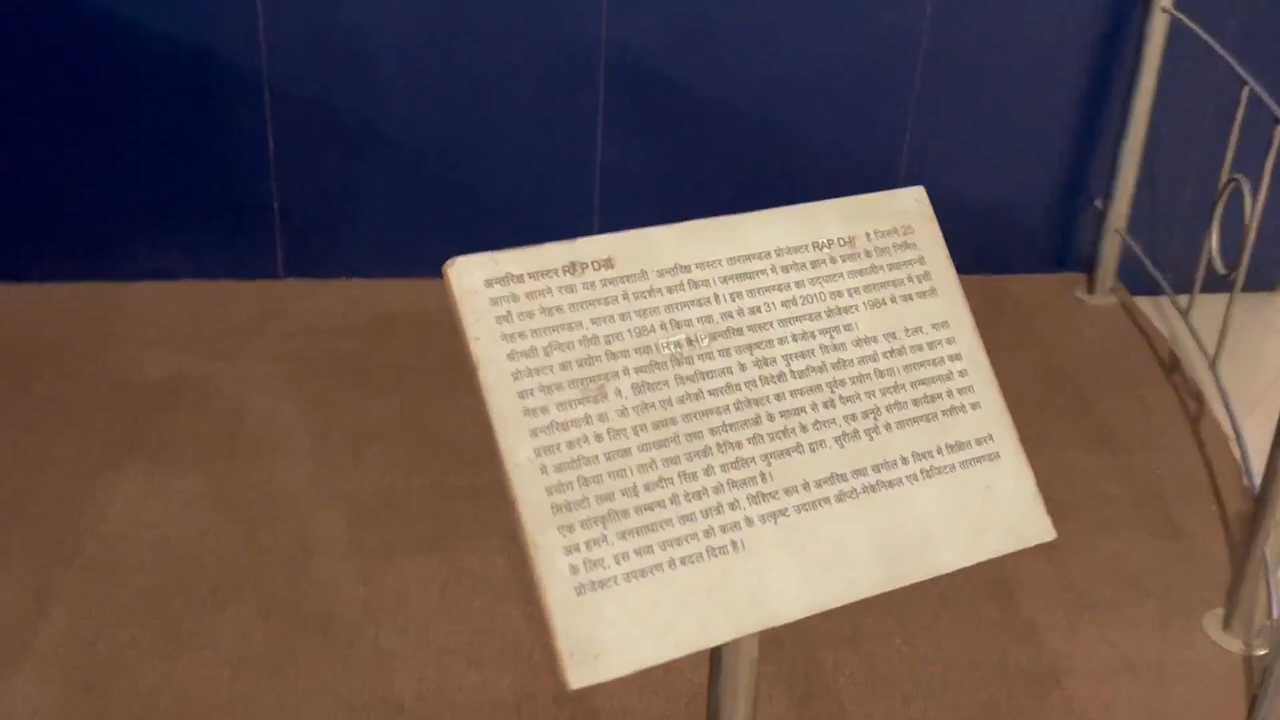 अन्तरिक्ष मास्टर RAP D-II
आपके सामने रखा यह प्रभावशाली 'अन्तरिक्ष मास्टर तारामण्डल प्रोजेक्टर RAP D-II' है जिसने 25
वर्षों तक नेहरू तारामण्डल में प्रदर्शन कार्य किया। जनसाधारण में खगोल ज्ञान के प्रसार के लिए निर्मित,
नेहरू तारामण्डल, भारत का पहला तारामण्डल है। इस तारामण्डल का उद्घाटन तत्कालीन प्रधानमन्त्री
श्रीमती इन्दिरा गाँधी द्वारा 1984 में किया गया, तब से अब 31 मार्च 2010 तक इस तारामण्डल में इसी
प्रोजेक्टर का प्रयोग किया गया। अन्तरिक्ष मास्टर तारामण्डल प्रोजेक्टर 1984 में जब पहली
बार नेहरू तारामण्डल में स्थापित किया गया यह उत्कृष्टता का बेजोड़ नमूना था।
नेहरू तारामण्डल ने, प्रिंसिटन विश्वविद्यालय के नोबेल पुरस्कार विजेता जोसेफ एच. टेलर, नासा
अन्तरिक्षयात्री डा. जो एलेन एवं अनेकों भारतीय एवं विदेशी वैज्ञानिकों सहित लाखों दर्शकों तक ज्ञान का
प्रसार करने के लिए इस अथक तारामण्डल प्रोजेक्टर का सफलता पूर्वक प्रयोग किया। तारामण्डल कक्ष
में आयोजित प्रत्यक्ष व्याख्यानों तथा कार्यशालाओं के माध्यम से बड़े पैमाने पर प्रदर्शन सम्भावनाओं का
प्रयोग किया गया। तारों तथा उनकी दैनिक गति प्रदर्शन के दौरान, एक अनूठे संगीत कार्यक्रम से सारा
मिचेल्टो तथा भाई बल्दीप सिंह की वायलिन जुगलबन्दी द्वारा, सुरीली धुनों से तारामण्डल मशीनों का
एक सांस्कृतिक सम्बन्ध भी देखने को मिलता है।
अब हमने, जनसाधारण तथा छात्रों को, विशिष्ट रूप से अन्तरिक्ष तथा खगोल के विषय में शिक्षित करने
के लिए, इस भव्य उपकरण को कला के उत्कृष्ट उदाहरण ऑप्टो-मेकेनिकल एवं डिजिटल तारामण्डल
प्रोजेक्टर उपकरण से बदल दिया है।